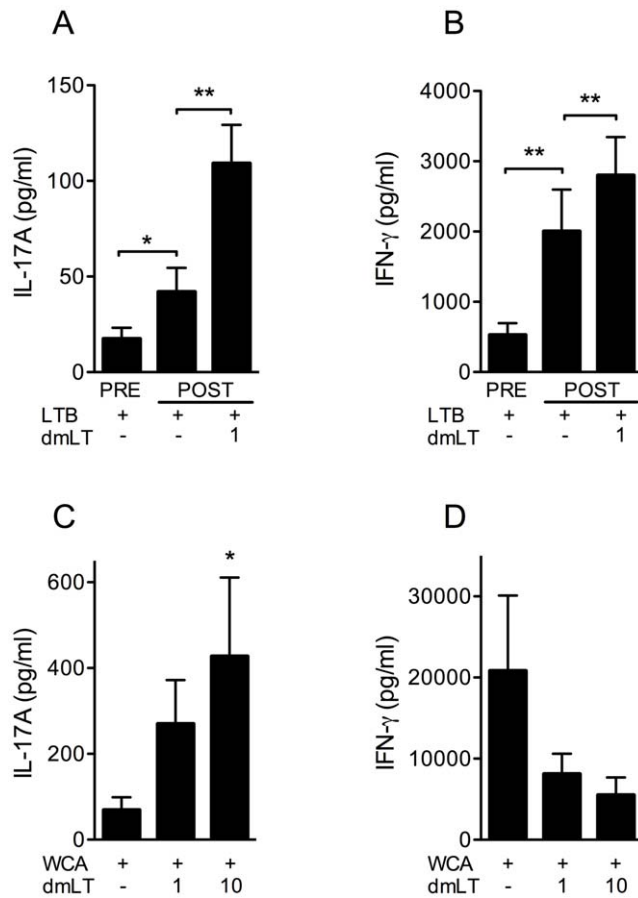 A
IL-17A (pg/ml)
150
100
50
0
*
**
PRE POST
LTB + + +
dmLT - - 1
B
IFN-γ (pg/ml)
4000
3000
2000
1000
0
**
**
PRE POST
LTB + + +
dmLT - - 1
C
IL-17A (pg/ml)
600
400
200
0
*
WCA + + +
dmLT - 1 10
D
IFN-γ (pg/ml)
30000
20000
10000
0
WCA + + +
dmLT - 1 10